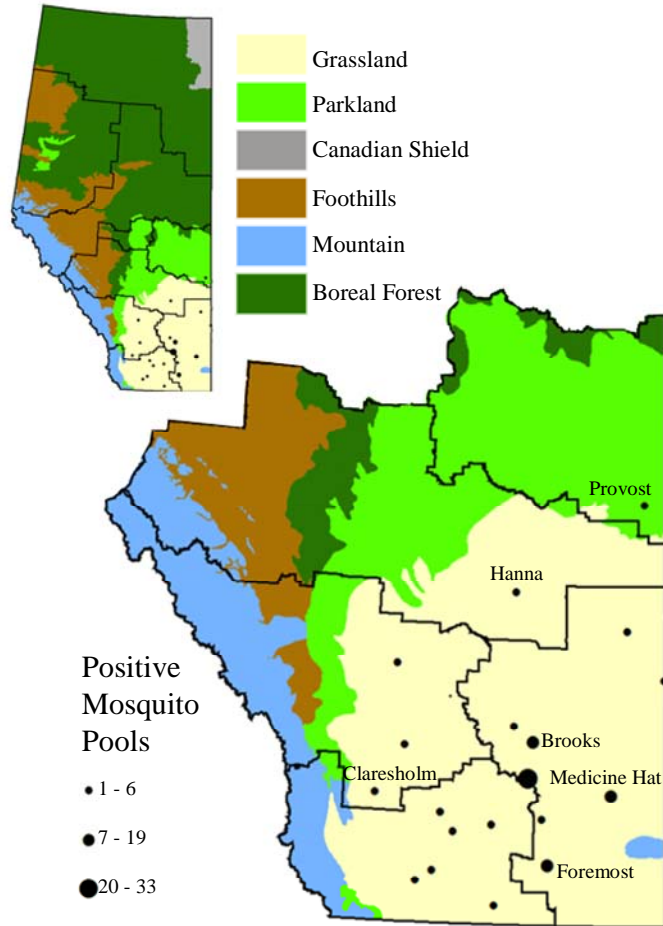 Grassland
Parkland
Canadian Shield
Foothills
Mountain
Boreal Forest
Provost
Hanna
Positive
Mosquito
Pools
1 - 6
7 - 19
20 - 33
Brooks
Medicine Hat
Claresholm
Foremost